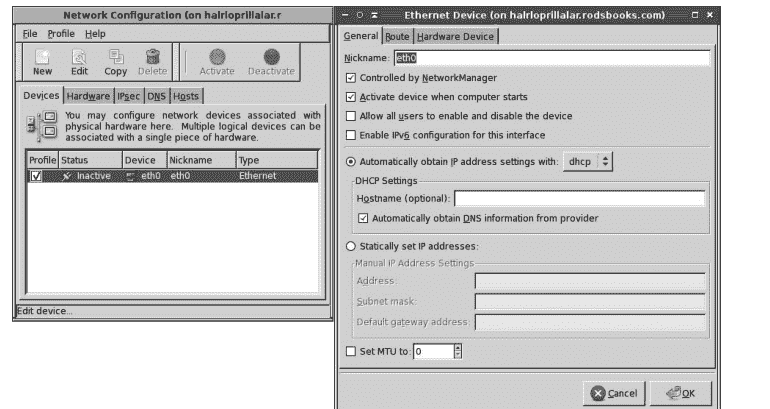 Network Configuration (on halrloprillalar.r
File Profile Help
New Edit Copy Delete Activate Deactivate
Devices Hardware IPsec DNS Hosts
You may configure network devices associated with
physical hardware here. Multiple logical devices can be
associated with a single piece of hardware.
Profile Status Device Nickname Type
Inactive eth0 eth0 Ethernet
Edit device...
Ethernet Device (on halrloprillalar.rodsbooks.com)
General Route Hardware Device
Nickname: eth0
Controlled by NetworkManager
Activate device when computer starts
Allow all users to enable and disable the device
Enable IPv6 configuration for this interface
Automatically obtain IP address settings with: dhcp
DHCP Settings
Hostname (optional):
Automatically obtain DNS information from provider
Statically set IP addresses:
Manual IP Address Settings
Address:
Subnet mask:
Default gateway address:
Set MTU to: 0
Cancel OK